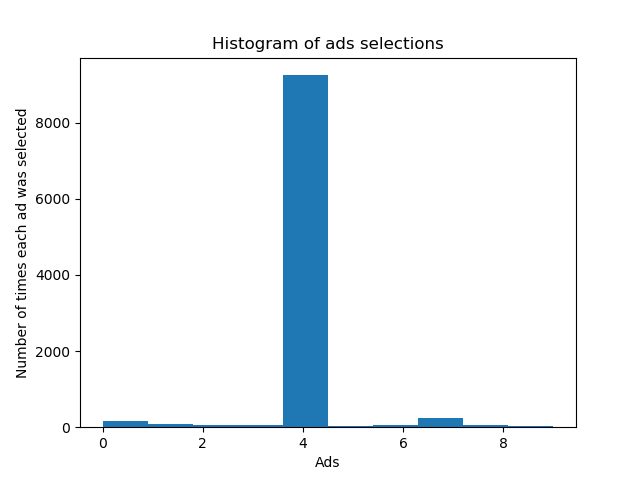 Histogram of ads selections
Number of times each ad was selected
8000
6000
4000
2000
0
0 2 4 6 8
Ads